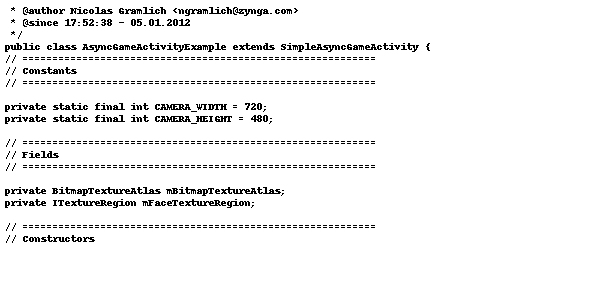 * @author Nicolas Gramlich <ngramlich@zynga.com>
* @since 17:52:38 - 05.01.2012
*/
public class AsyncGameActivityExample extends SimpleAsyncGameActivity {
// ===========================================================
// Constants
// ===========================================================
private static final int CAMERA_WIDTH = 720;
private static final int CAMERA_HEIGHT = 480;
// ===========================================================
// Fields
// ===========================================================
private BitmapTextureAtlas mBitmapTextureAtlas;
private ITextureRegion mFaceTextureRegion;
// ===========================================================
// Constructors